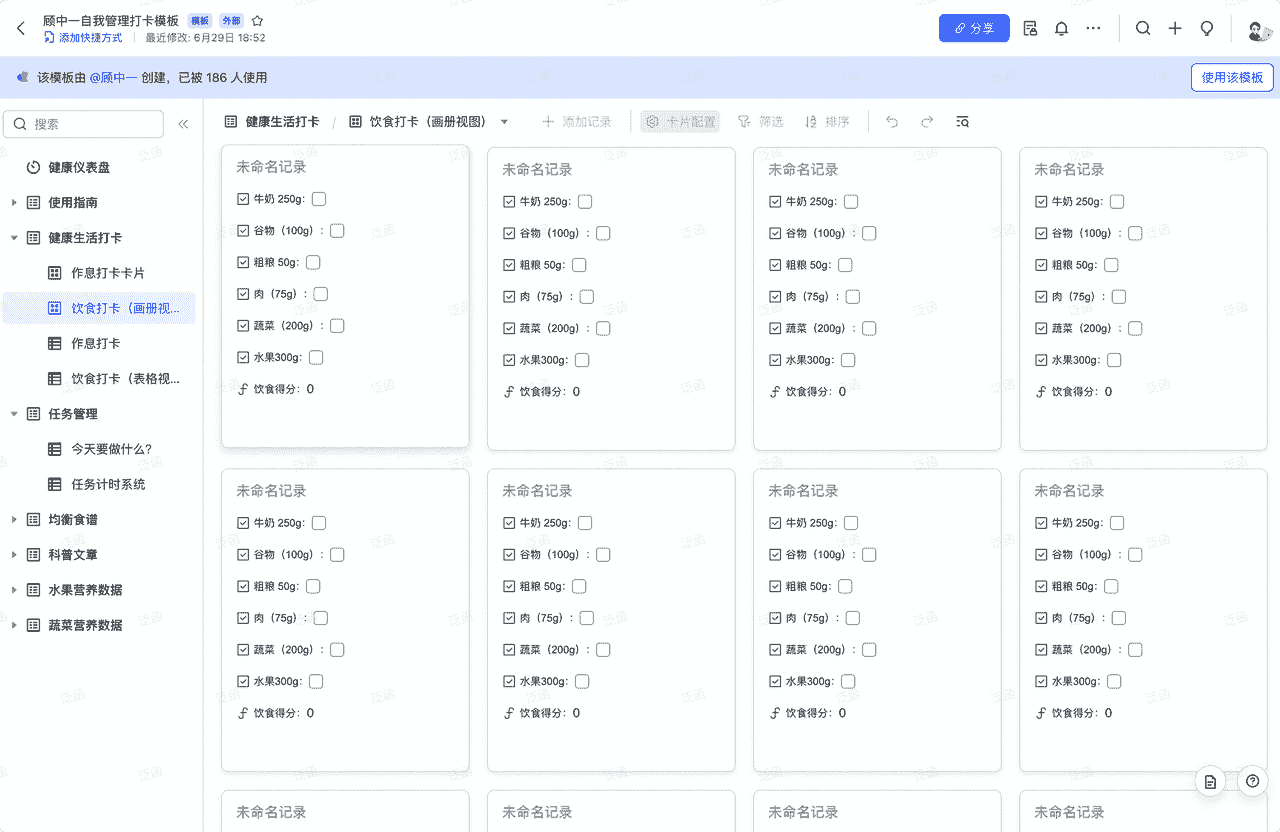 顾中一自我管理打卡模板 模板 外部
添加快捷方式 最近修改: 6月29日 18:52
分享
该模板由 @顾中一 创建，已被 186 人使用
使用该模板
搜索
健康仪表盘
使用指南
健康生活打卡
作息打卡卡片
饮食打卡（画册视...
作息打卡
饮食打卡（表格视...
任务管理
今天要做什么?
任务计时系统
均衡食谱
科普文章
水果营养数据
蔬菜营养数据
健康生活打卡 / 饮食打卡（画册视图） 添加记录 卡片配置 筛选 排序
未命名记录
牛奶 250g:
谷物（100g）:
粗粮 50g:
肉（75g）:
蔬菜（200g）:
水果300g:
饮食得分: 0
未命名记录
牛奶 250g:
谷物（100g）:
粗粮 50g:
肉（75g）:
蔬菜（200g）:
水果300g:
饮食得分: 0
未命名记录
牛奶 250g:
谷物（100g）:
粗粮 50g:
肉（75g）:
蔬菜（200g）:
水果300g:
饮食得分: 0
未命名记录
牛奶 250g:
谷物（100g）:
粗粮 50g:
肉（75g）:
蔬菜（200g）:
水果300g:
饮食得分: 0
未命名记录
牛奶 250g:
谷物（100g）:
粗粮 50g:
肉（75g）:
蔬菜（200g）:
水果300g:
饮食得分: 0
未命名记录
牛奶 250g:
谷物（100g）:
粗粮 50g:
肉（75g）:
蔬菜（200g）:
水果300g:
饮食得分: 0
未命名记录
牛奶 250g:
谷物（100g）:
粗粮 50g:
肉（75g）:
蔬菜（200g）:
水果300g:
饮食得分: 0
未命名记录
牛奶 250g:
谷物（100g）:
粗粮 50g:
肉（75g）:
蔬菜（200g）:
水果300g:
饮食得分: 0
未命名记录
未命名记录
未命名记录
未命名记录